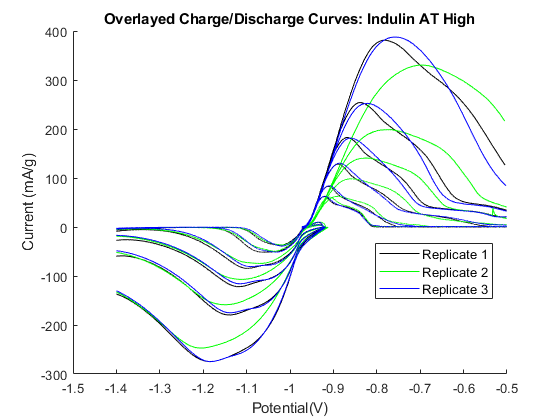 Overlayed Charge/Discharge Curves: Indulin AT High
400
300
200
100
0
-100
-200
-300
Current (mA/g)
-1.5 -1.4 -1.3 -1.2 -1.1 -1 -0.9 -0.8 -0.7 -0.6 -0.5
Potential(V)
Replicate 1
Replicate 2
Replicate 3